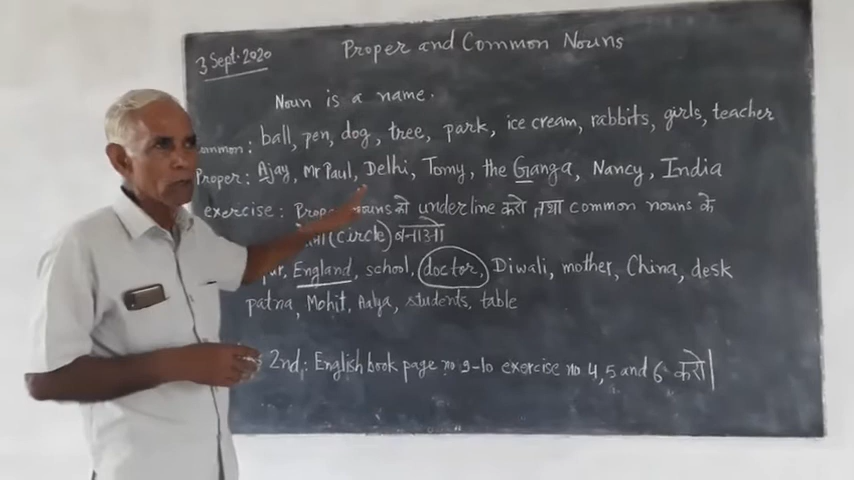 3 Sept. 2020
Proper and Common Nouns
Noun is a name.
ommon: ball, pen, dog, tree, park, ice cream, rabbits, girls, teacher
Proper: Ajay, Mr Paul, Delhi, Tomy, the Ganga, Nancy, India
exercise: Prope nouns को underline करो तथा common nouns के
(circle) बनाओ
pur, England, school, doctor, Diwali, mother, China, desk
patna, Mohit, Aalya, students, table
2nd: English book page no 9-10 exercise no 4, 5 and 6 करो|